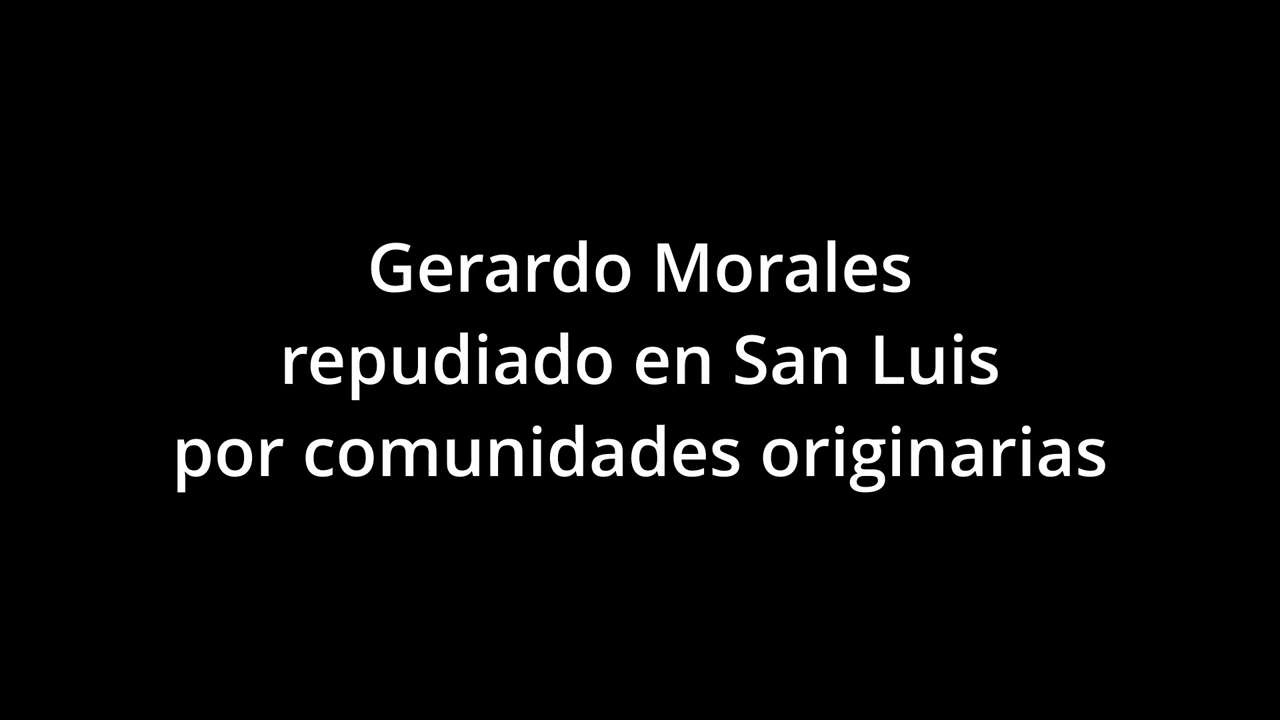 Gerardo Morales
repudiado en San Luis
por comunidades originarias